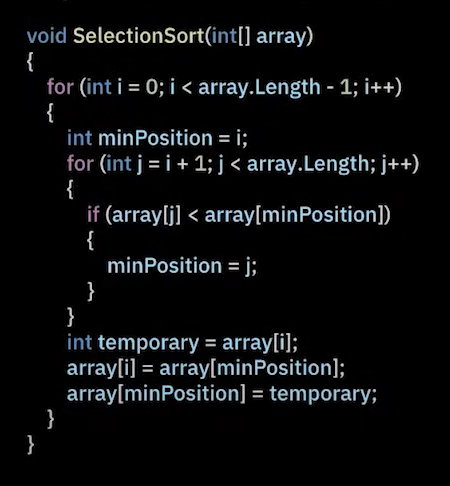 void SelectionSort(int[] array)
{
for (int i = 0; i < array.Length - 1; i++)
{
int minPosition = i;
for (int j = i + 1; j < array.Length; j++)
{
if (array[j] < array[minPosition])
{
minPosition = j;
}
}
int temporary = array[i];
array[i] = array[minPosition];
array[minPosition] = temporary;
}
}